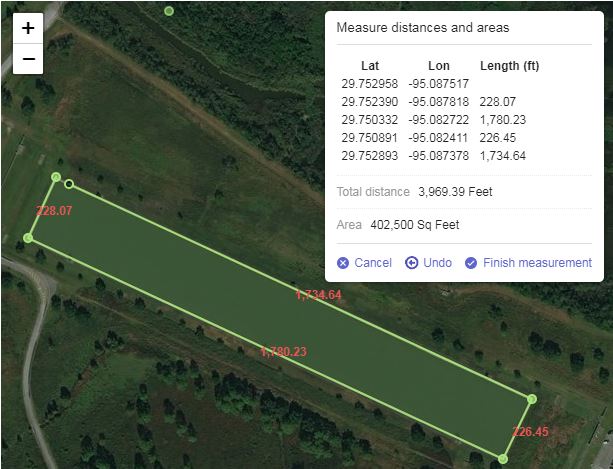 +
−
Measure distances and areas
Lat Lon Length (ft)
29.752958 -95.087517
29.752390 -95.087818 228.07
29.750332 -95.082722 1,780.23
29.750891 -95.082411 226.45
29.752893 -95.087378 1,734.64
Total distance 3,969.39 Feet
Area 402,500 Sq Feet
Cancel Undo Finish measurement
228.07
1,734.64
1,780.23
226.45